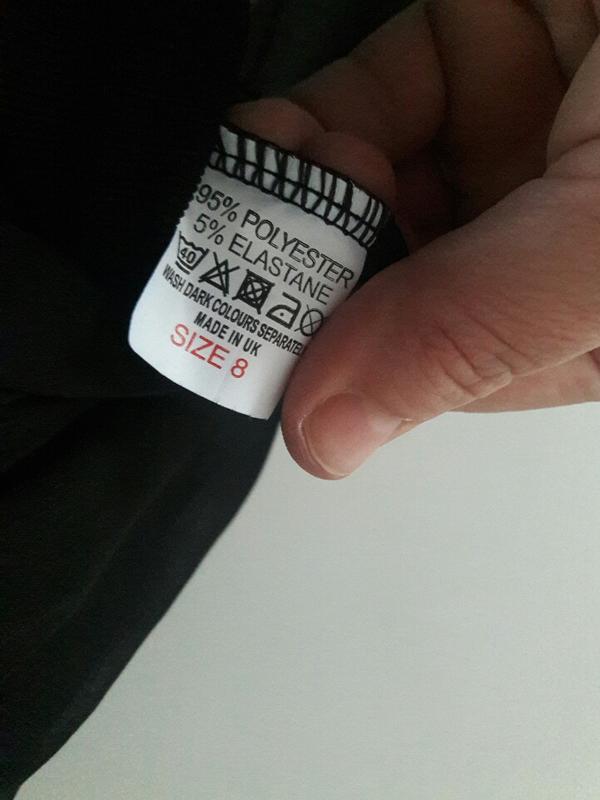 95% POLYESTER
5% ELASTANE
40
WASH DARK COLOURS SEPARATELY
MADE IN UK
SIZE 8